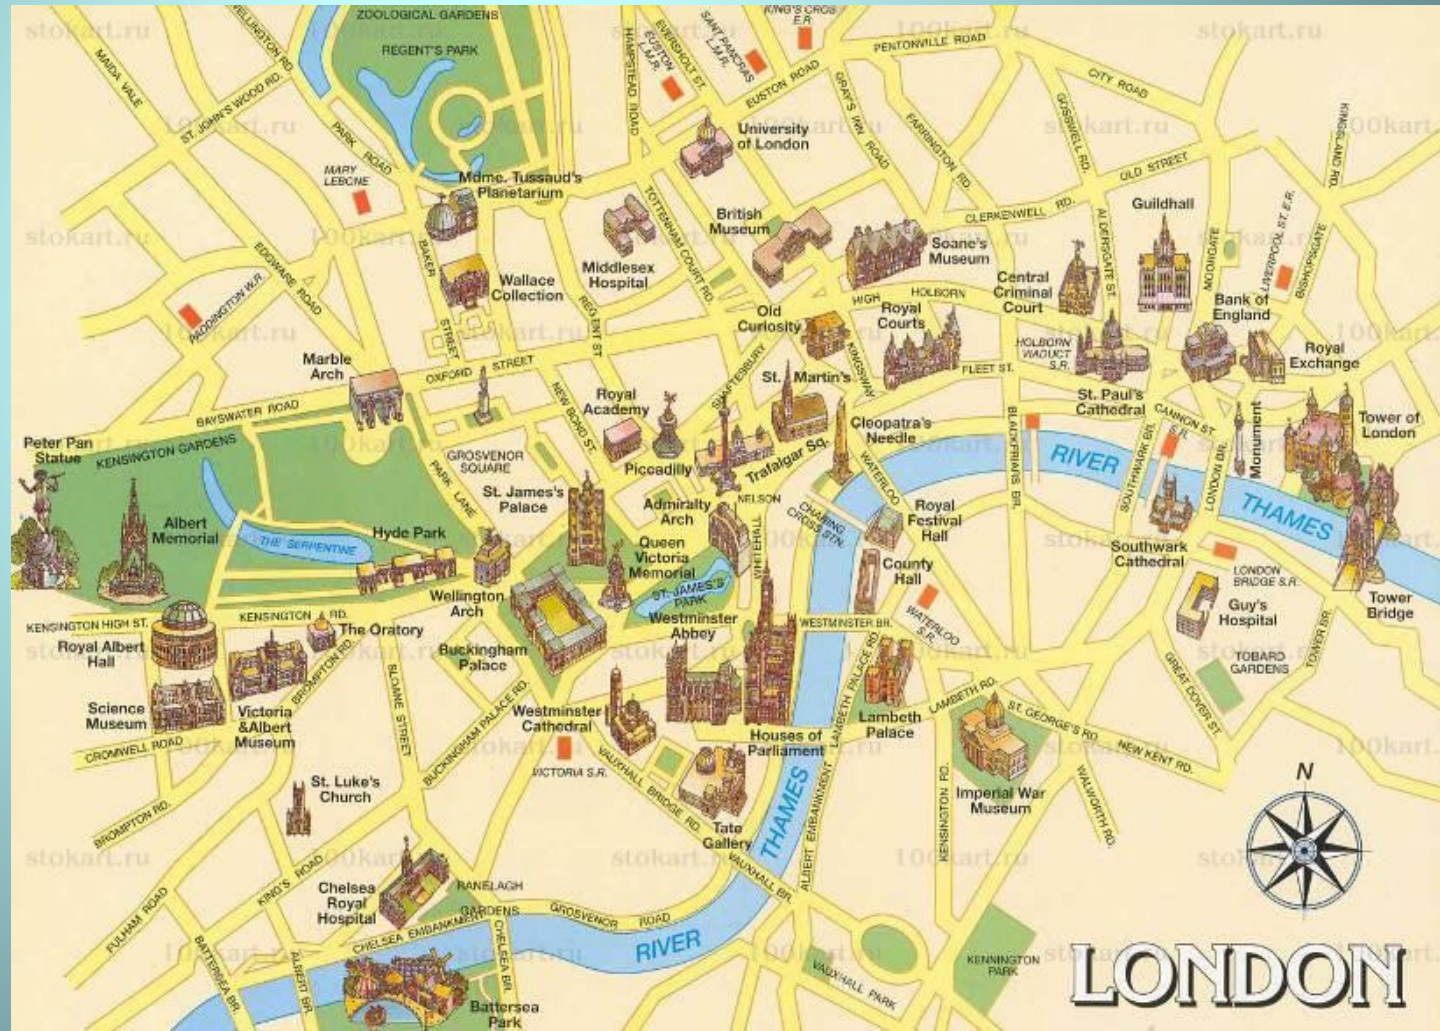 ZOOLOGICAL GARDENS
REGENT'S PARK
WELLINGTON RD.
MAIDA VALE
ST. JOHN'S WOOD RD.
PARK ROAD
HAMPSTEAD ROAD
EVERSHOLT ST.
EUSTON
L.M.R.
SANT PANCRAS
L.M.R.
KING'S CROS.
E.R.
PENTONVILLE ROAD
EUSTON ROAD
GRAY'S INN
ROAD
CITY ROAD
GOSSWELL RD.
FARRINGTON RD.
OLD STREET
KINGSLAND RD.
University
of London
MARY
LEBONE
Mdme. Tussaud's
Planetarium
TOTTENHAM COURT RD.
British
Museum
CLERKENWELL RD.
Guildhall
ALDERSGATE ST.
MOORGATE
LIVERPOOL ST. E.R.
BISHOPSGATE
EDGWARE ROAD
BAKER
STREET
Wallace
Collection
Middlesex
Hospital
Soane's
Museum
Central
Criminal
Court
PADDINGTON W.R.
REGENT ST.
Old
Curiosity
HIGH HOLBORN
Royal
Courts
Bank of
England
Marble
Arch
OXFORD STREET
SHAFTESBURY
KINGSWAY
FLEET ST.
HOLBORN
VIADUCT
S.R.
Royal
Exchange
BAYSWATER ROAD
NEW BOND ST.
Royal
Academy
St. Martin's
St. Paul's
Cathedral
CANNON ST.
S.R.
Monument
Tower of
London
Peter Pan
Statue
KENSINGTON GARDENS
GROSVENOR
SQUARE
PARK LANE
Piccadilly
Trafalgar Sq.
Cleopatra's
Needle
BLACKFRIARS BR.
RIVER
SOUTHWARK BR.
LONDON BR.
THAMES
St. James's
Palace
NELSON
WATERLOO
Albert
Memorial
THE SERPENTINE
Hyde Park
Admiralty
Arch
WHITEHALL
CHARING
CROSS STN.
Royal
Festival
Hall
Queen
Victoria
Memorial
ST. JAMES'S
PARK
County
Hall
Southwark
Cathedral
LONDON
BRIDGE S.R.
Wellington
Arch
Westminster
Abbey
WESTMINSTER BR.
WATERLOO
S.R.
Guy's
Hospital
Tower
Bridge
TOWER BR.
KENSINGTON HIGH ST.
KENSINGTON RD.
Royal Albert
Hall
The Oratory
BROMPTON RD.
Buckingham
Palace
TOBARD
GARDENS
GREAT DOVER ST.
SLOANE STREET
LAMBETH PALACE RD.
LAMBETH RD.
Science
Museum
Victoria
&Albert
Museum
BUCKINGHAM PALACE RD.
Westminster
Cathedral
Houses of
Parliament
Lambeth
Palace
ST. GEORGE'S RD.
NEW KENT RD.
CROMWELL ROAD
VICTORIA S.R.
VAUXHALL BRIDGE RD.
St. Luke's
Church
Tate
Gallery
THAMES
ALBERT EMBANKMENT
KENSINGTON RD.
Imperial War
Museum
WALWORTH RD.
N
BROMPTON RD.
KING'S ROAD
VAUXHALL BR.
Chelsea
Royal
Hospital
RANELAGH
GARDENS
GROSVENOR ROAD
FULHAM ROAD
CHELSEA EMBANKMENT
CHELSEA BR.
RIVER
BATTERSEA BR.
ALBERT BR.
Battersea
Park
VAUXHALL PARK
KENNINGTON
PARK
LONDON
stokart.ru
100kart.ru